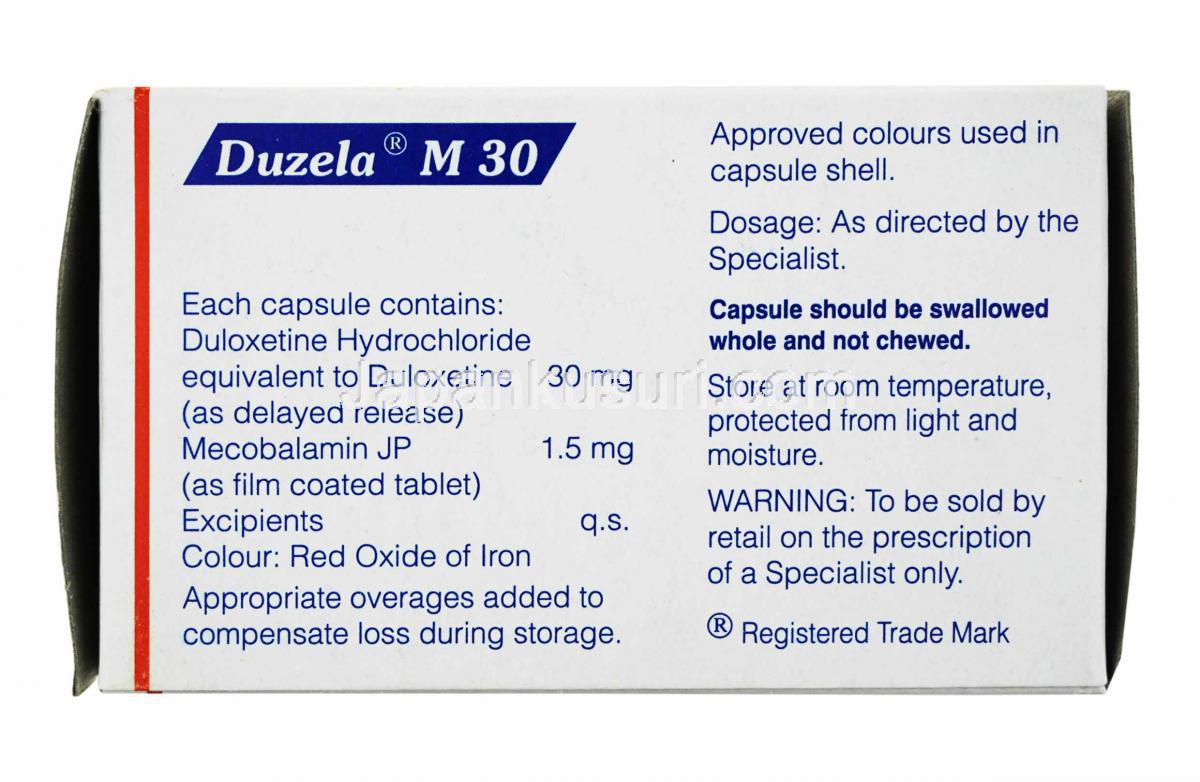 Duzela® M 30
Each capsule contains:
Duloxetine Hydrochloride
equivalent to Duloxetine 30 mg
(as delayed release)
Mecobalamin JP 1.5 mg
(as film coated tablet)
Excipients q.s.
Colour: Red Oxide of Iron
Appropriate overages added to
compensate loss during storage.
Approved colours used in
capsule shell.
Dosage: As directed by the
Specialist.
Capsule should be swallowed
whole and not chewed.
Store at room temperature,
protected from light and
moisture.
WARNING: To be sold by
retail on the prescription
of a Specialist only.
® Registered Trade Mark
Japankusuri.com